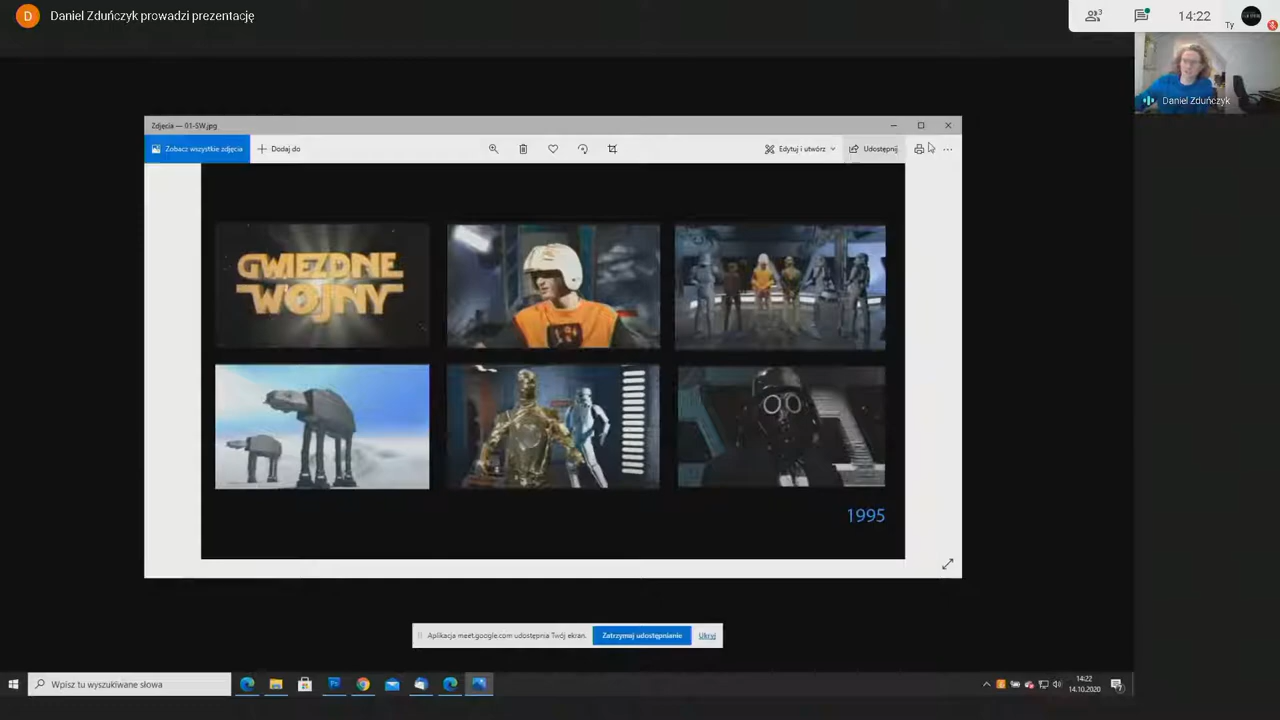 D Daniel Zduńczyk prowadzi prezentację
3
14:22
Ty
Daniel Zduńczyk
Zdjęcia — 01-SW.jpg
Zobacz wszystkie zdjęcia
Dodaj do
Edytuj i utwórz
Udostępnij
GWIEZDNE
WOJNY
1995
Aplikacja meet.google.com udostępnia Twój ekran.
Zatrzymaj udostępnianie
Ukryj
Wpisz tu wyszukiwane słowa
14:22
14.10.2020